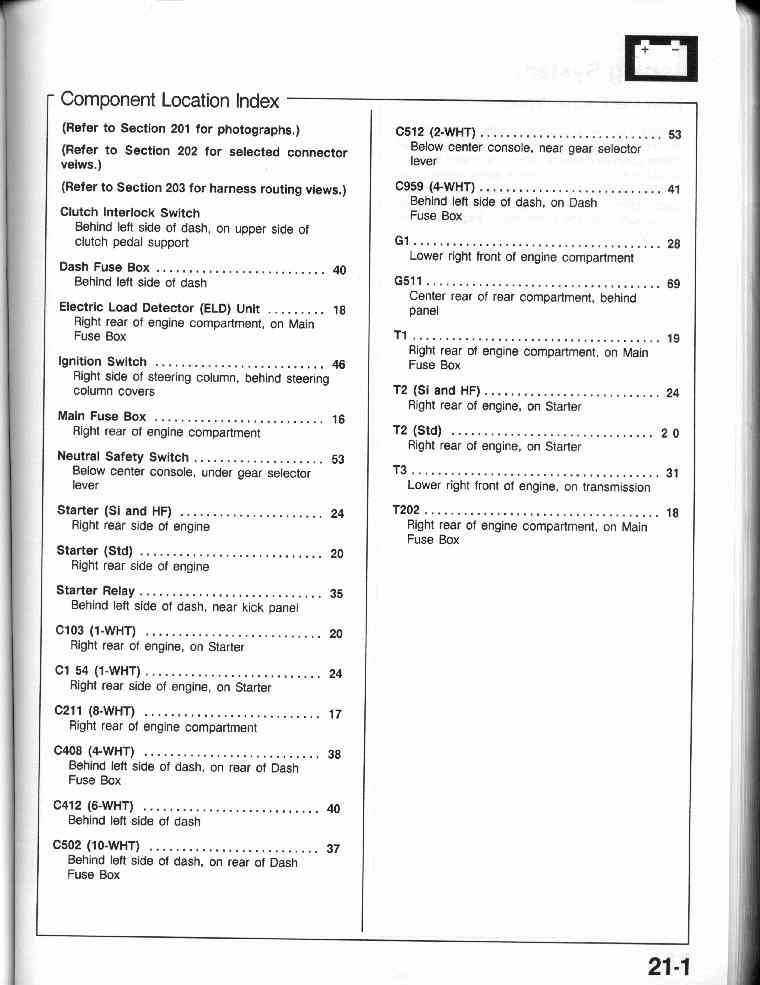 + -
Component Location Index
(Refer to Section 201 for photographs.)
(Refer to Section 202 for selected connector
veiws.)
(Refer to Section 203 for harness routing views.)
Clutch Interlock Switch
Behind left side of dash, on upper side of
clutch pedal support
Dash Fuse Box . . . . . . . . . . . . . . . . . . . . . . . . . . 40
Behind left side of dash
Electric Load Detector (ELD) Unit . . . . . . . . . 18
Right rear of engine compartment, on Main
Fuse Box
Ignition Switch . . . . . . . . . . . . . . . . . . . . . . . . . . 46
Right side of steering column, behind steering
column covers
Main Fuse Box . . . . . . . . . . . . . . . . . . . . . . . . . . 16
Right rear of engine compartment
Neutral Safety Switch . . . . . . . . . . . . . . . . . . . . 53
Below center console, under gear selector
lever
Starter (Si and HF) . . . . . . . . . . . . . . . . . . . . . . 24
Right rear side of engine
Starter (Std) . . . . . . . . . . . . . . . . . . . . . . . . . . . . 20
Right rear side of engine
Starter Relay . . . . . . . . . . . . . . . . . . . . . . . . . . . . 35
Behind left side of dash, near kick panel
C103 (1-WHT) . . . . . . . . . . . . . . . . . . . . . . . . . . . 20
Right rear of engine, on Starter
C1 54 (1-WHT) . . . . . . . . . . . . . . . . . . . . . . . . . . . 24
Right rear side of engine, on Starter
C211 (8-WHT) . . . . . . . . . . . . . . . . . . . . . . . . . . . 17
Right rear of engine compartment
C408 (4-WHT) . . . . . . . . . . . . . . . . . . . . . . . . . . . 38
Behind left side of dash, on rear of Dash
Fuse Box
C412 (6-WHT) . . . . . . . . . . . . . . . . . . . . . . . . . . . 40
Behind left side of dash
C502 (10-WHT) . . . . . . . . . . . . . . . . . . . . . . . . . . 37
Behind left side of dash, on rear of Dash
Fuse Box
C512 (2-WHT) . . . . . . . . . . . . . . . . . . . . . . . . . . . . 53
Below center console, near gear selector
lever
C959 (4-WHT) . . . . . . . . . . . . . . . . . . . . . . . . . . . . 41
Behind left side of dash, on Dash
Fuse Box
G1 . . . . . . . . . . . . . . . . . . . . . . . . . . . . . . . . . . . . . . 28
Lower right front of engine compartment
G511 . . . . . . . . . . . . . . . . . . . . . . . . . . . . . . . . . . . . 69
Center rear of rear compartment, behind
panel
T1 . . . . . . . . . . . . . . . . . . . . . . . . . . . . . . . . . . . . . . 19
Right rear of engine compartment, on Main
Fuse Box
T2 (Si and HF) . . . . . . . . . . . . . . . . . . . . . . . . . . . 24
Right rear of engine, on Starter
T2 (Std) . . . . . . . . . . . . . . . . . . . . . . . . . . . . . . . 2 0
Right rear of engine, on Starter
T3 . . . . . . . . . . . . . . . . . . . . . . . . . . . . . . . . . . . . . . 31
Lower right front of engine, on transmission
T202 . . . . . . . . . . . . . . . . . . . . . . . . . . . . . . . . . . . . 18
Right rear of engine compartment, on Main
Fuse Box
21-1